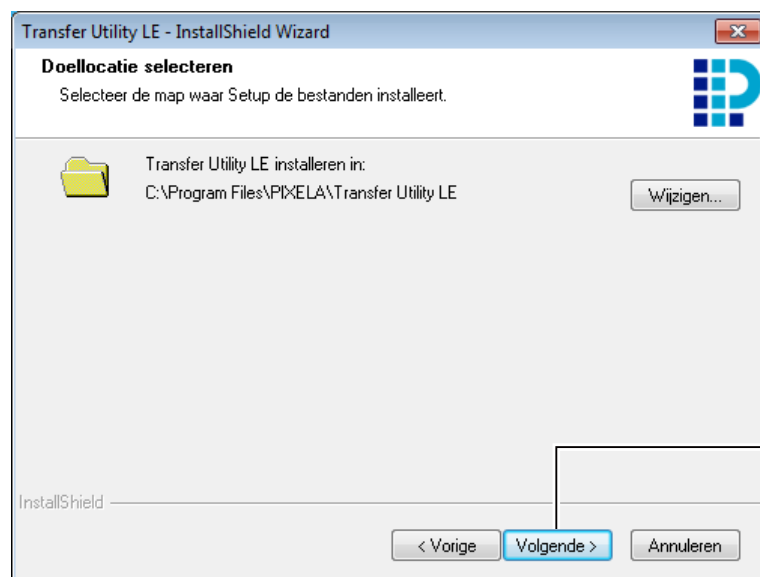 Transfer Utility LE - InstallShield Wizard
Doellocatie selecteren
Selecteer de map waar Setup de bestanden installeert.
Transfer Utility LE installeren in:
C:\Program Files\PIXELA\Transfer Utility LE
Wijzigen...
InstallShield
< Vorige
Volgende >
Annuleren